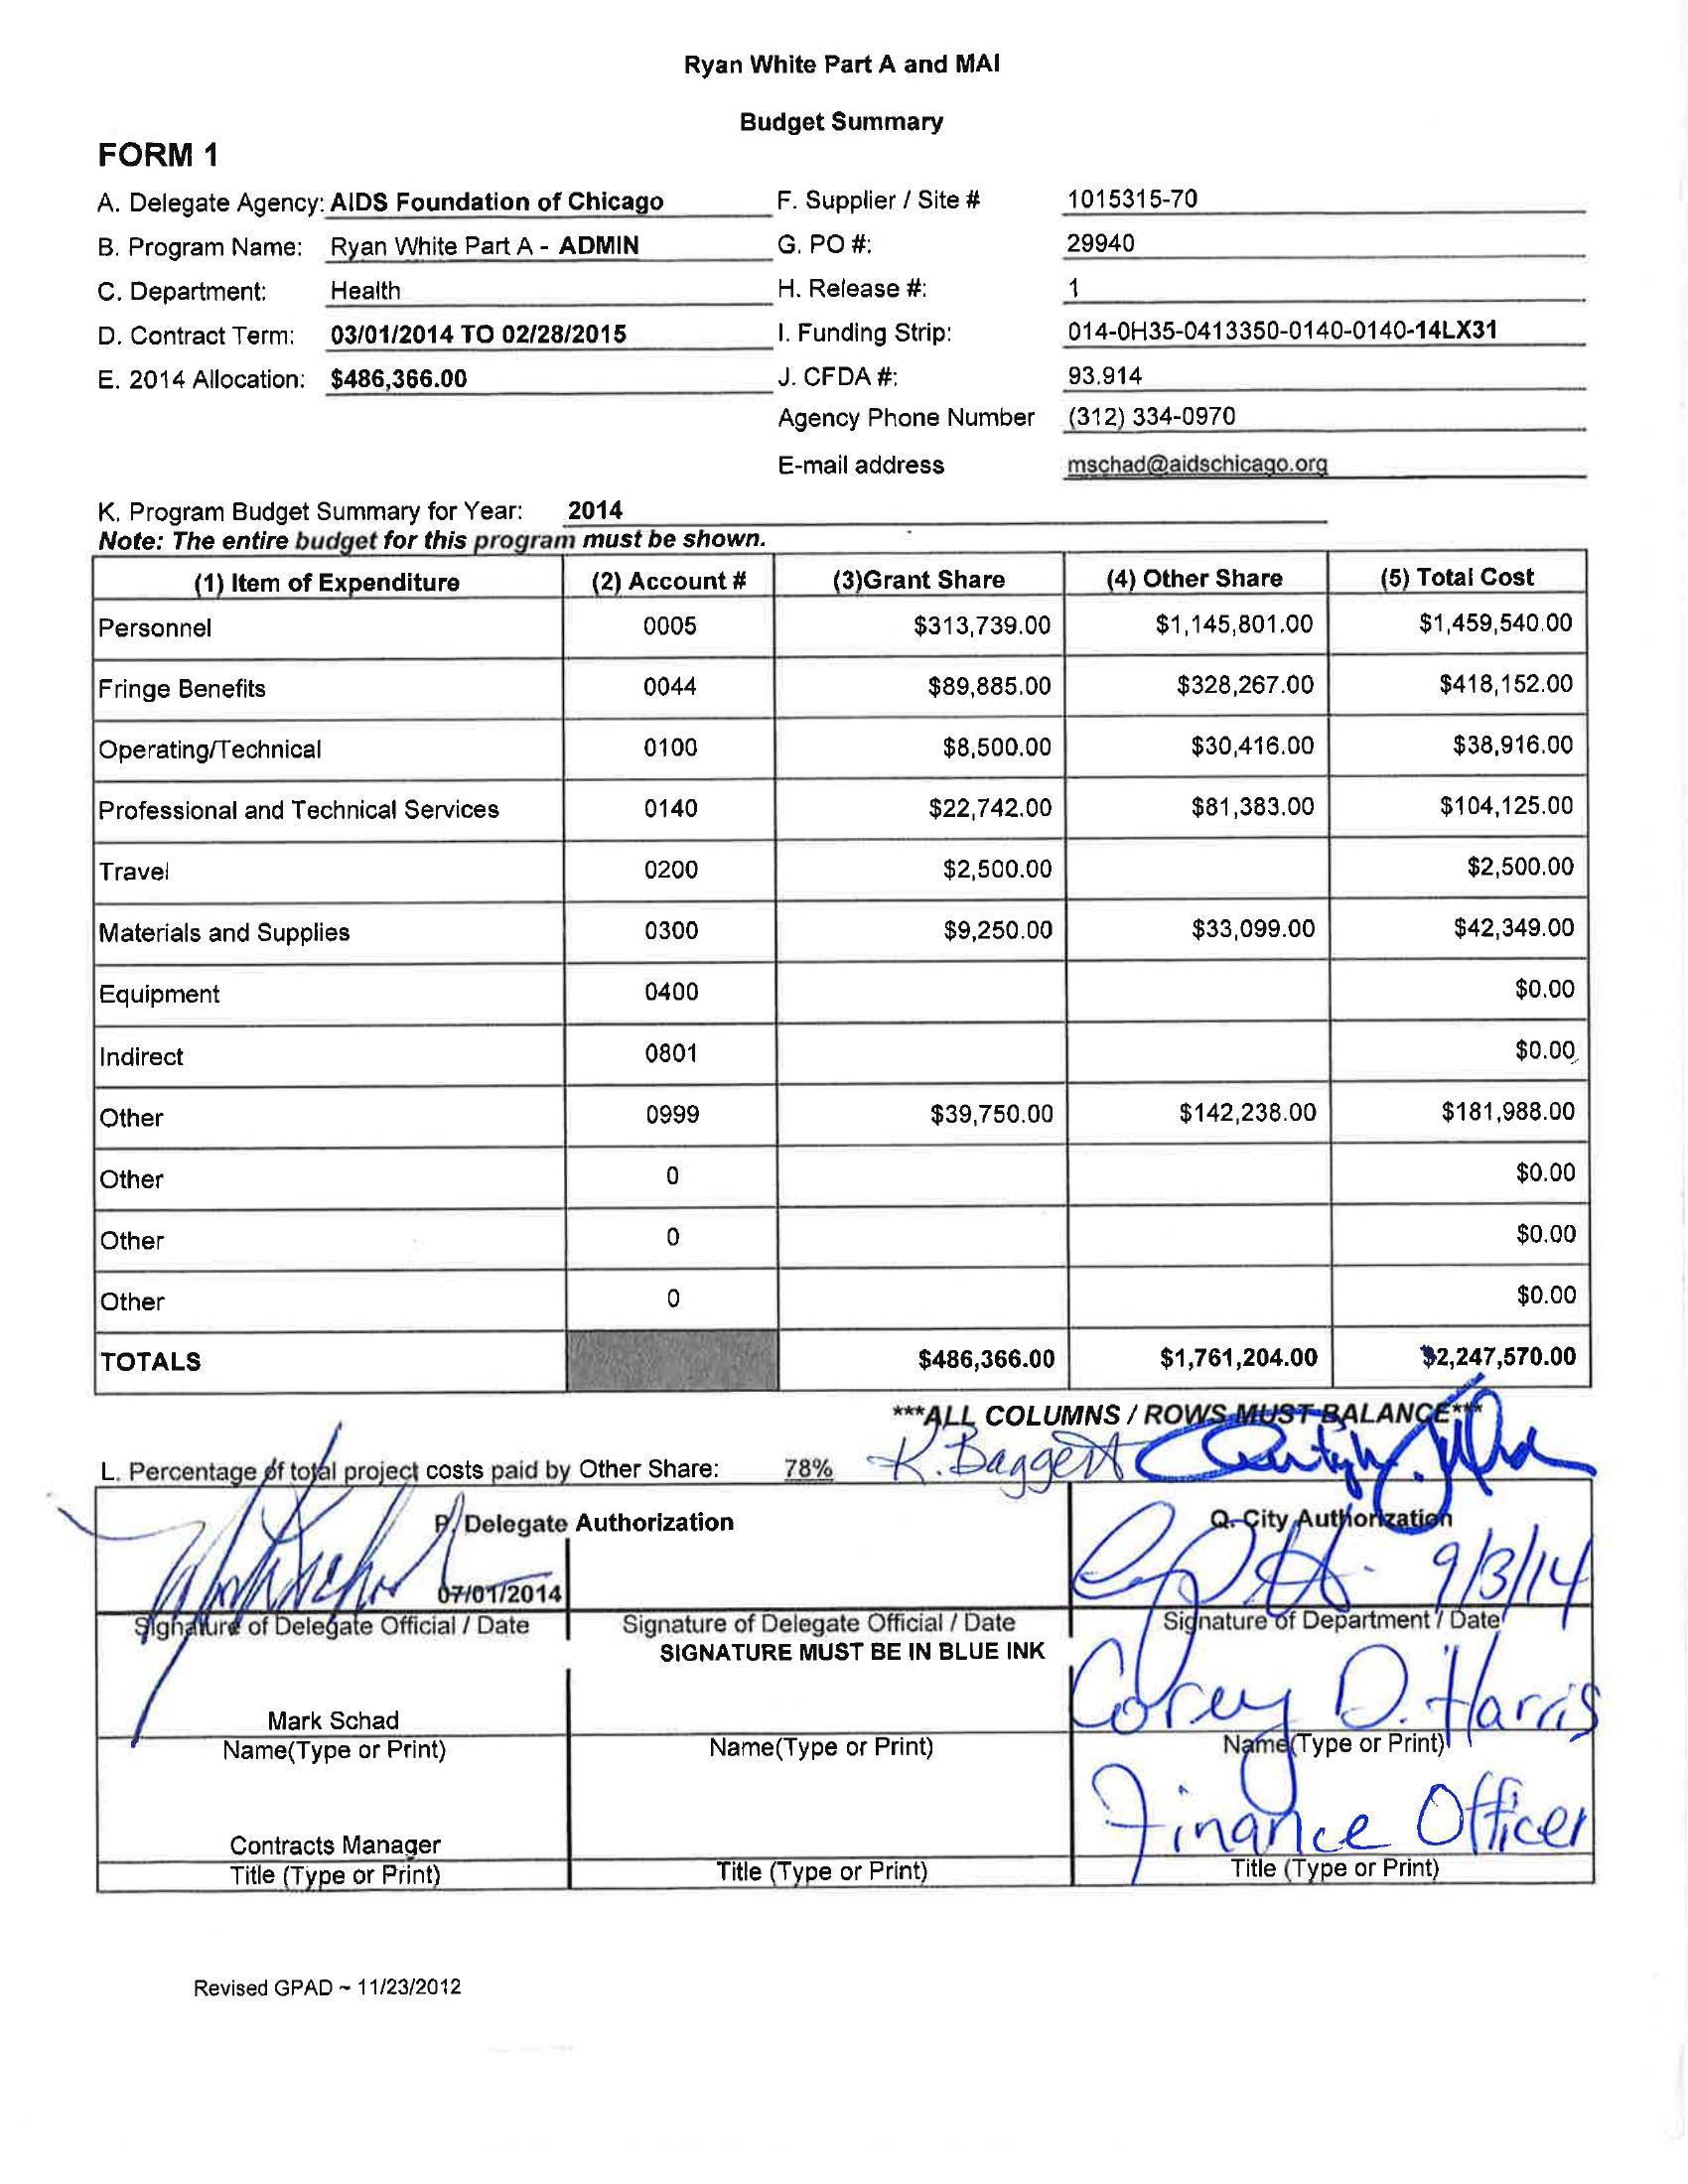 Ryan White Part A and MAI
Budget Summary
FORM 1
A. Delegate Agency: AIDS Foundation of Chicago F. Supplier / Site # 1015315-70
B. Program Name: Ryan White Part A - ADMIN G. PO #: 29940
C. Department: Health H. Release #: 1
D. Contract Term: 03/01/2014 TO 02/28/2015 I. Funding Strip: 014-0H35-0413350-0140-0140-14LX31
E. 2014 Allocation: $486,366.00 J. CFDA #: 93.914
Agency Phone Number (312) 334-0970
E-mail address mschad@aidschicago.org
K. Program Budget Summary for Year: 2014
Note: The entire budget for this program must be shown.
(1) Item of Expenditure (2) Account # (3)Grant Share (4) Other Share (5) Total Cost
Personnel 0005 $313,739.00 $1,145,801.00 $1,459,540.00
Fringe Benefits 0044 $89,885.00 $328,267.00 $418,152.00
Operating/Technical 0100 $8,500.00 $30,416.00 $38,916.00
Professional and Technical Services 0140 $22,742.00 $81,383.00 $104,125.00
Travel 0200 $2,500.00 $2,500.00
Materials and Supplies 0300 $9,250.00 $33,099.00 $42,349.00
Equipment 0400 $0.00
Indirect 0801 $0.00
Other 0999 $39,750.00 $142,238.00 $181,988.00
Other 0 $0.00
Other 0 $0.00
Other 0 $0.00
TOTALS $486,366.00 $1,761,204.00 $2,247,570.00
***ALL COLUMNS / ROWS MUST BALANCE***
L. Percentage of total project costs paid by Other Share: 78% K. Baggett
P. Delegate Authorization Q. City Authorization
07/01/2014 9/3/14
Signature of Delegate Official / Date Signature of Delegate Official / Date Signature of Department / Date
SIGNATURE MUST BE IN BLUE INK
Mark Schad Corey D. Harris
Name(Type or Print) Name(Type or Print) Name(Type or Print)
Contracts Manager Finance Officer
Title (Type or Print) Title (Type or Print) Title (Type or Print)
Revised GPAD ~ 11/23/2012